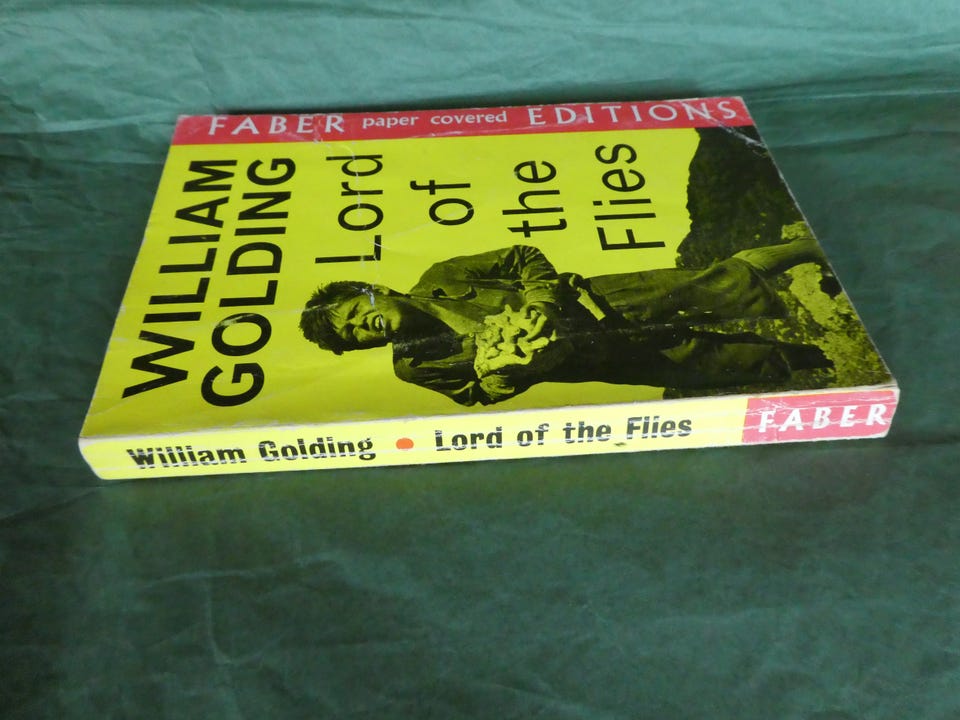 FABER paper covered EDITIONS
WILLIAM
GOLDING
Lord
of
the
Flies
William Golding • Lord of the Flies FABER